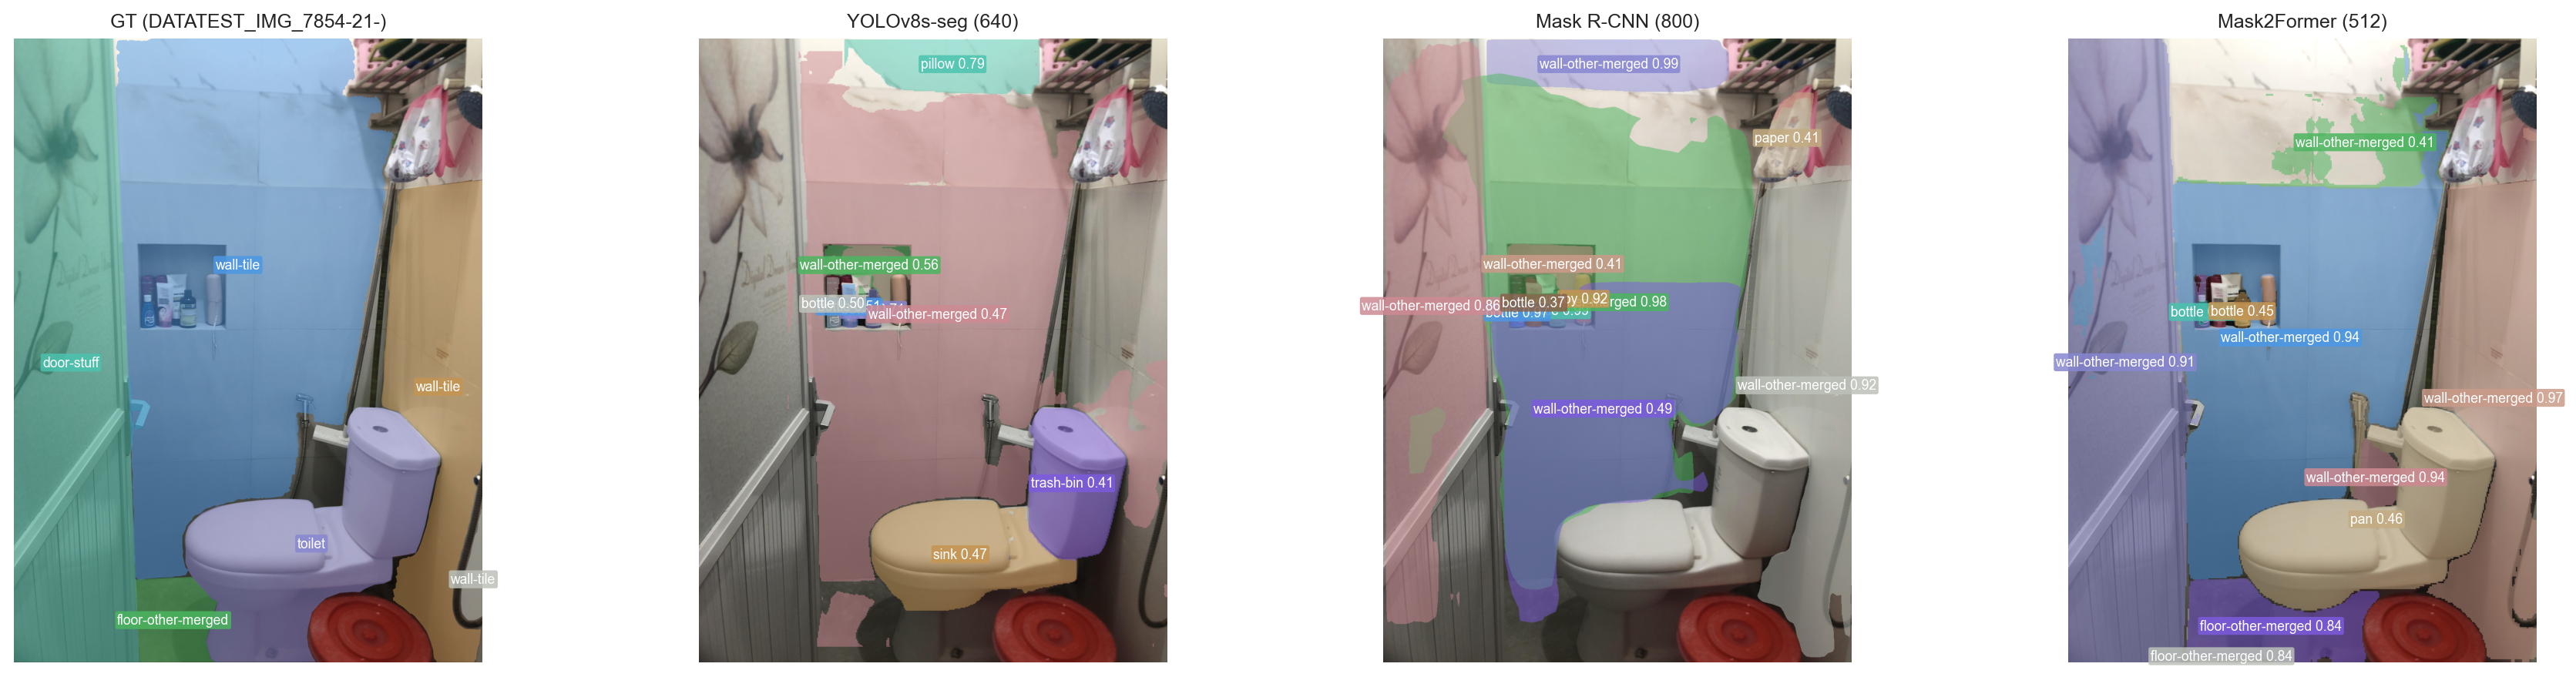 GT (DATATEST_IMG_7854-21-)
wall-tile
door-stuff
wall-tile
toilet
wall-tile
floor-other-merged
YOLOv8s-seg (640)
pillow 0.79
wall-other-merged 0.56
bottle 0.50
wall-other-merged 0.47
trash-bin 0.41
sink 0.47
Mask R-CNN (800)
wall-other-merged 0.99
paper 0.41
wall-other-merged 0.41
wall-other-merged 0.86
bottle 0.37
0.92
rged 0.98
bottle 0.97
wall-other-merged 0.92
wall-other-merged 0.49
Mask2Former (512)
wall-other-merged 0.41
bottle
bottle 0.45
wall-other-merged 0.94
wall-other-merged 0.91
wall-other-merged 0.97
wall-other-merged 0.94
pan 0.46
floor-other-merged 0.84
floor-other-merged 0.84